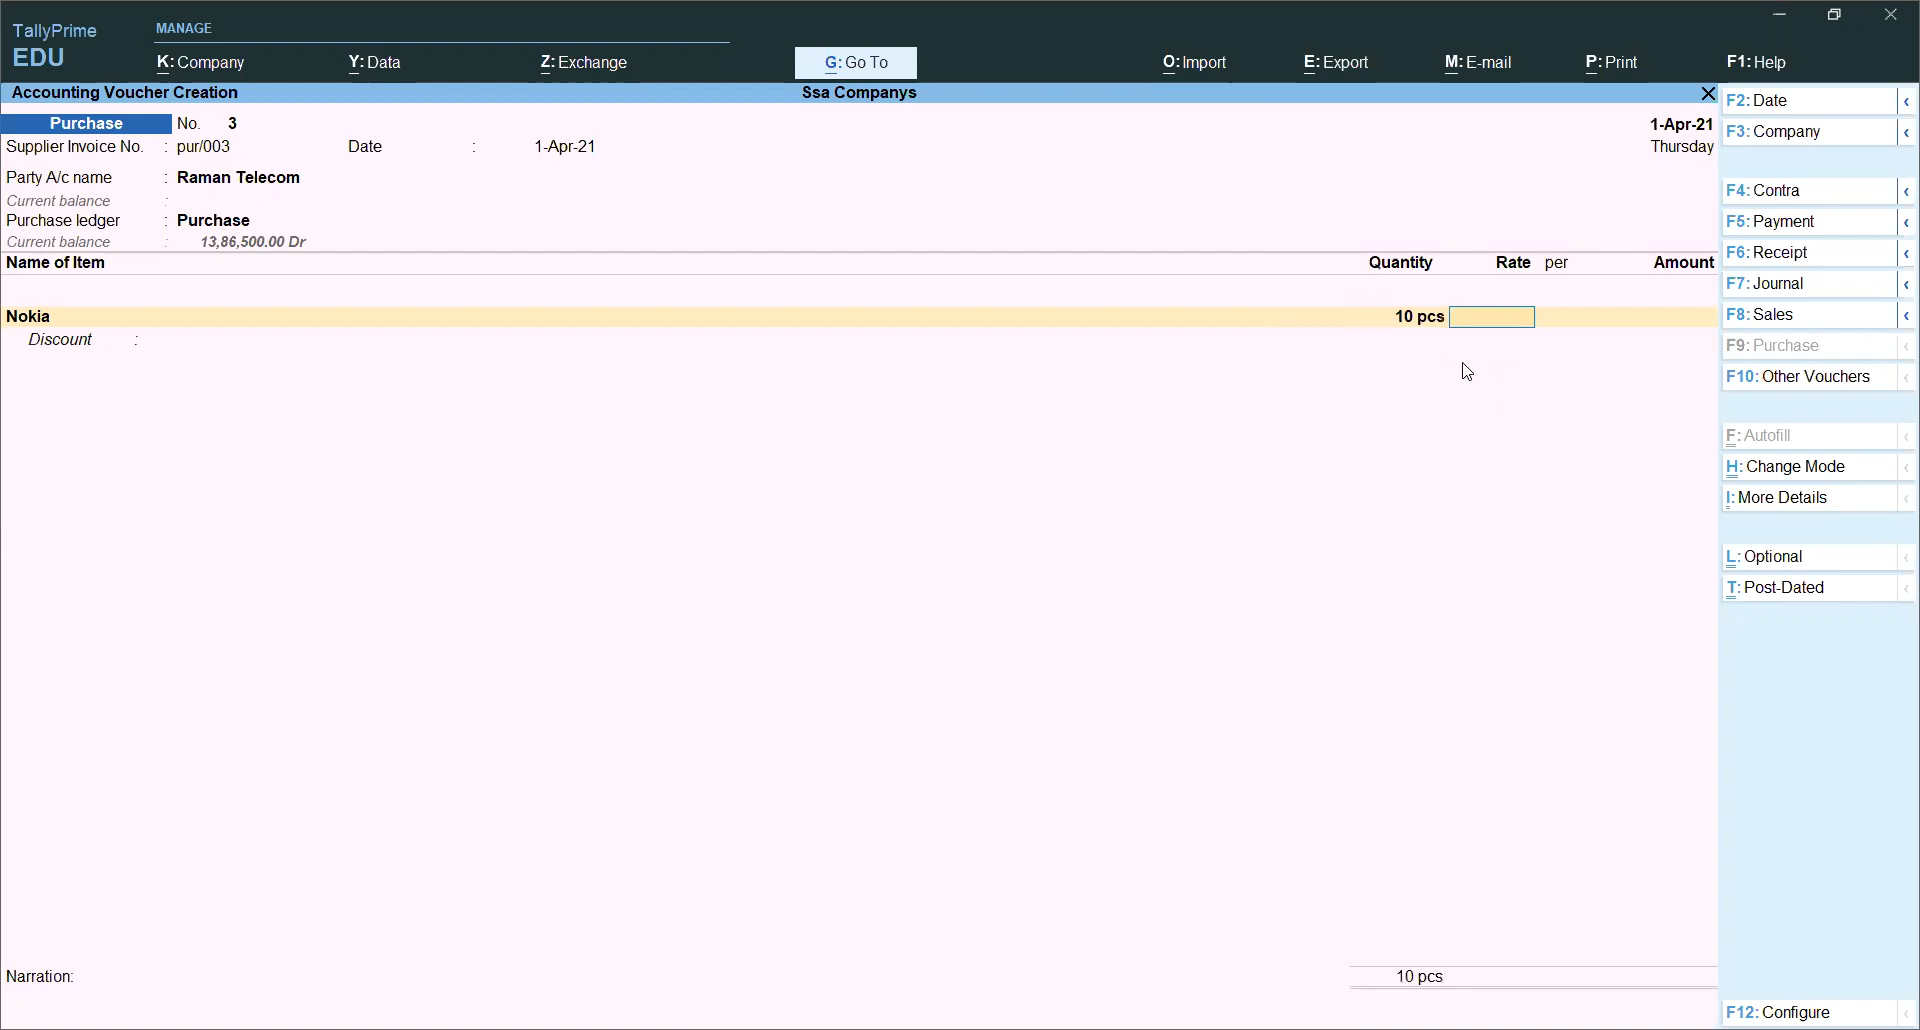 TallyPrime
EDU
MANAGE
K: Company Y: Data Z: Exchange G: Go To O: Import E: Export M: E-mail P: Print F1: Help
Accounting Voucher Creation Ssa Companys
Purchase No. 3 1-Apr-21
Supplier Invoice No. : pur/003 Date : 1-Apr-21 Thursday
Party A/c name : Raman Telecom
Current balance :
Purchase ledger : Purchase
Current balance : 13,86,500.00 Dr
Name of Item Quantity Rate per Amount
Nokia 10 pcs
Discount :
Narration: 10 pcs
F2: Date
F3: Company
F4: Contra
F5: Payment
F6: Receipt
F7: Journal
F8: Sales
F9: Purchase
F10: Other Vouchers
F: Autofill
H: Change Mode
I: More Details
L: Optional
T: Post-Dated
F12: Configure